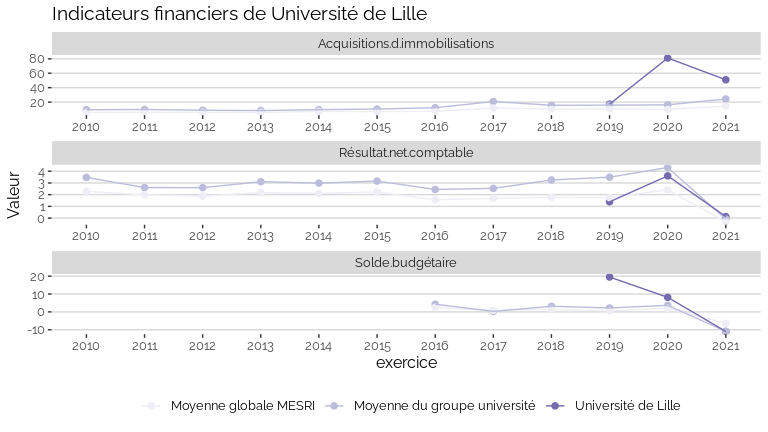 Indicateurs financiers de Université de Lille
Acquisitions.d.immobilisations
80
60
40
20
2010 2011 2012 2013 2014 2015 2016 2017 2018 2019 2020 2021
Résultat.net.comptable
4
3
2
1
0
2010 2011 2012 2013 2014 2015 2016 2017 2018 2019 2020 2021
Solde.budgétaire
20
10
0
-10
2010 2011 2012 2013 2014 2015 2016 2017 2018 2019 2020 2021
Valeur
exercice
Moyenne globale MESRI Moyenne du groupe université Université de Lille